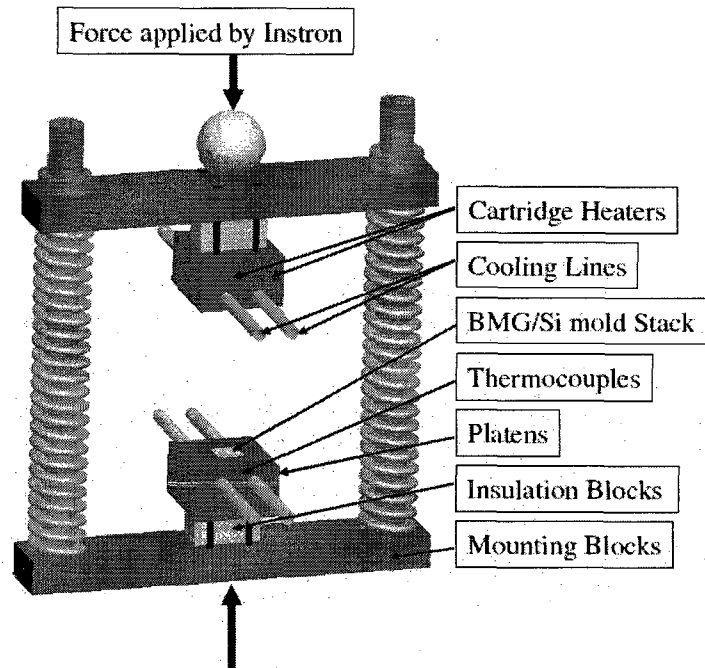 Force applied by Instron
Cartridge Heaters
Cooling Lines
BMG/Si mold Stack
Thermocouples
Platens
Insulation Blocks
Mounting Blocks